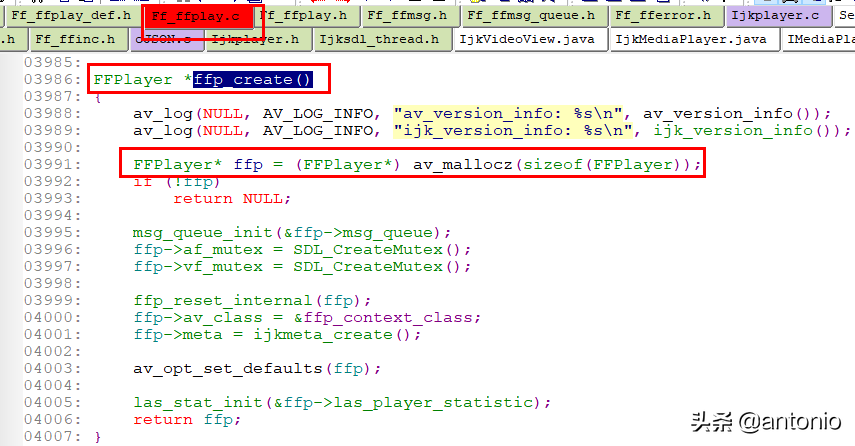 Ff_ffplay_def.h Ff_ffplay.c f_ffplay.h Ff_ffmsg.h Ff_ffmsg_queue.h Ff_fferror.h Ijkplayer.c Se
.h Ff_ffinc.h CJSON.c Ijkplayer.h Ijksdl_thread.h IjkVideoView.java IjkMediaPlayer.java IMediaPla
03985:
03986: FFPlayer *ffp_create()
03987: {
03988: av_log(NULL, AV_LOG_INFO, "av_version_info: %s\n", av_version_info());
03989: av_log(NULL, AV_LOG_INFO, "ijk_version_info: %s\n", ijk_version_info());
03990:
03991: FFPlayer* ffp = (FFPlayer*) av_mallocz(sizeof(FFPlayer));
03992: if (!ffp)
03993: return NULL;
03994:
03995: msg_queue_init(&ffp->msg_queue);
03996: ffp->af_mutex = SDL_CreateMutex();
03997: ffp->vf_mutex = SDL_CreateMutex();
03998:
03999: ffp_reset_internal(ffp);
04000: ffp->av_class = &ffp_context_class;
04001: ffp->meta = ijkmeta_create();
04002:
04003: av_opt_set_defaults(ffp);
04004:
04005: las_stat_init(&ffp->las_player_statistic);
04006: return ffp;
04007: }
头条 @antonio